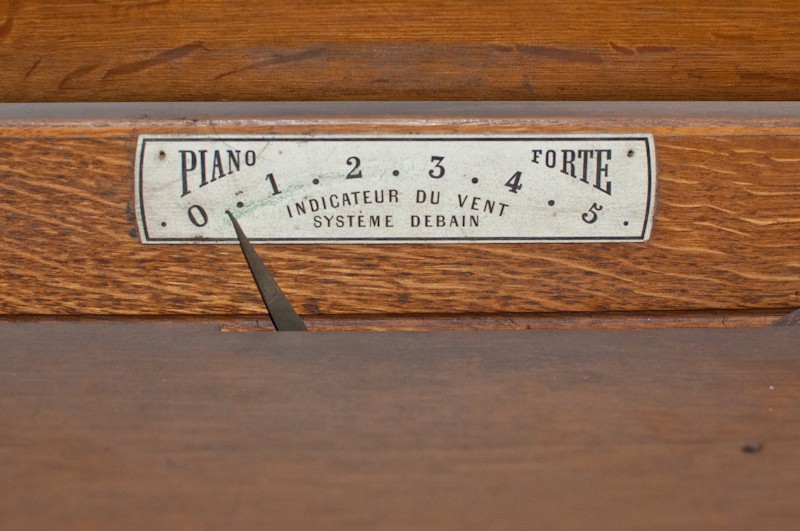 PIANO FORTE
0 · 1 · 2 · 3 · 4 · 5
INDICATEUR DU VENT
SYSTÈME DEBAIN